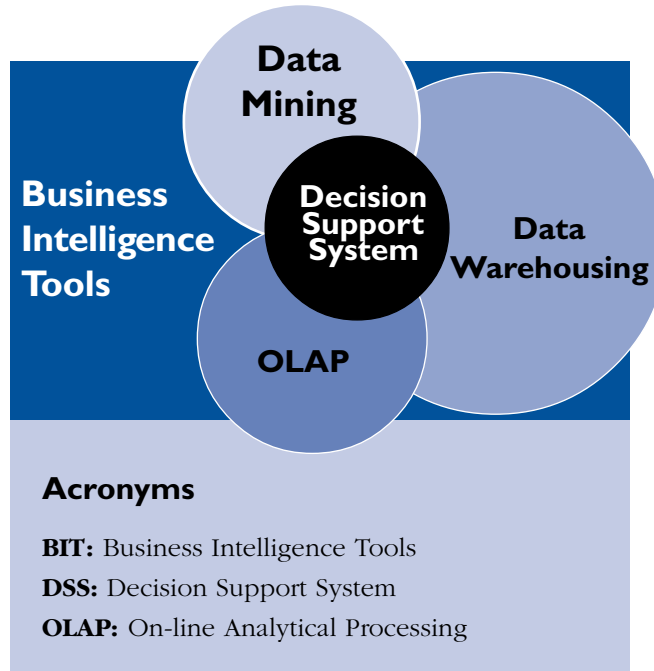 Data
Mining
Business
Intelligence
Tools
Decision
Support
System
Data
Warehousing
OLAP
Acronyms
BIT: Business Intelligence Tools
DSS: Decision Support System
OLAP: On-line Analytical Processing